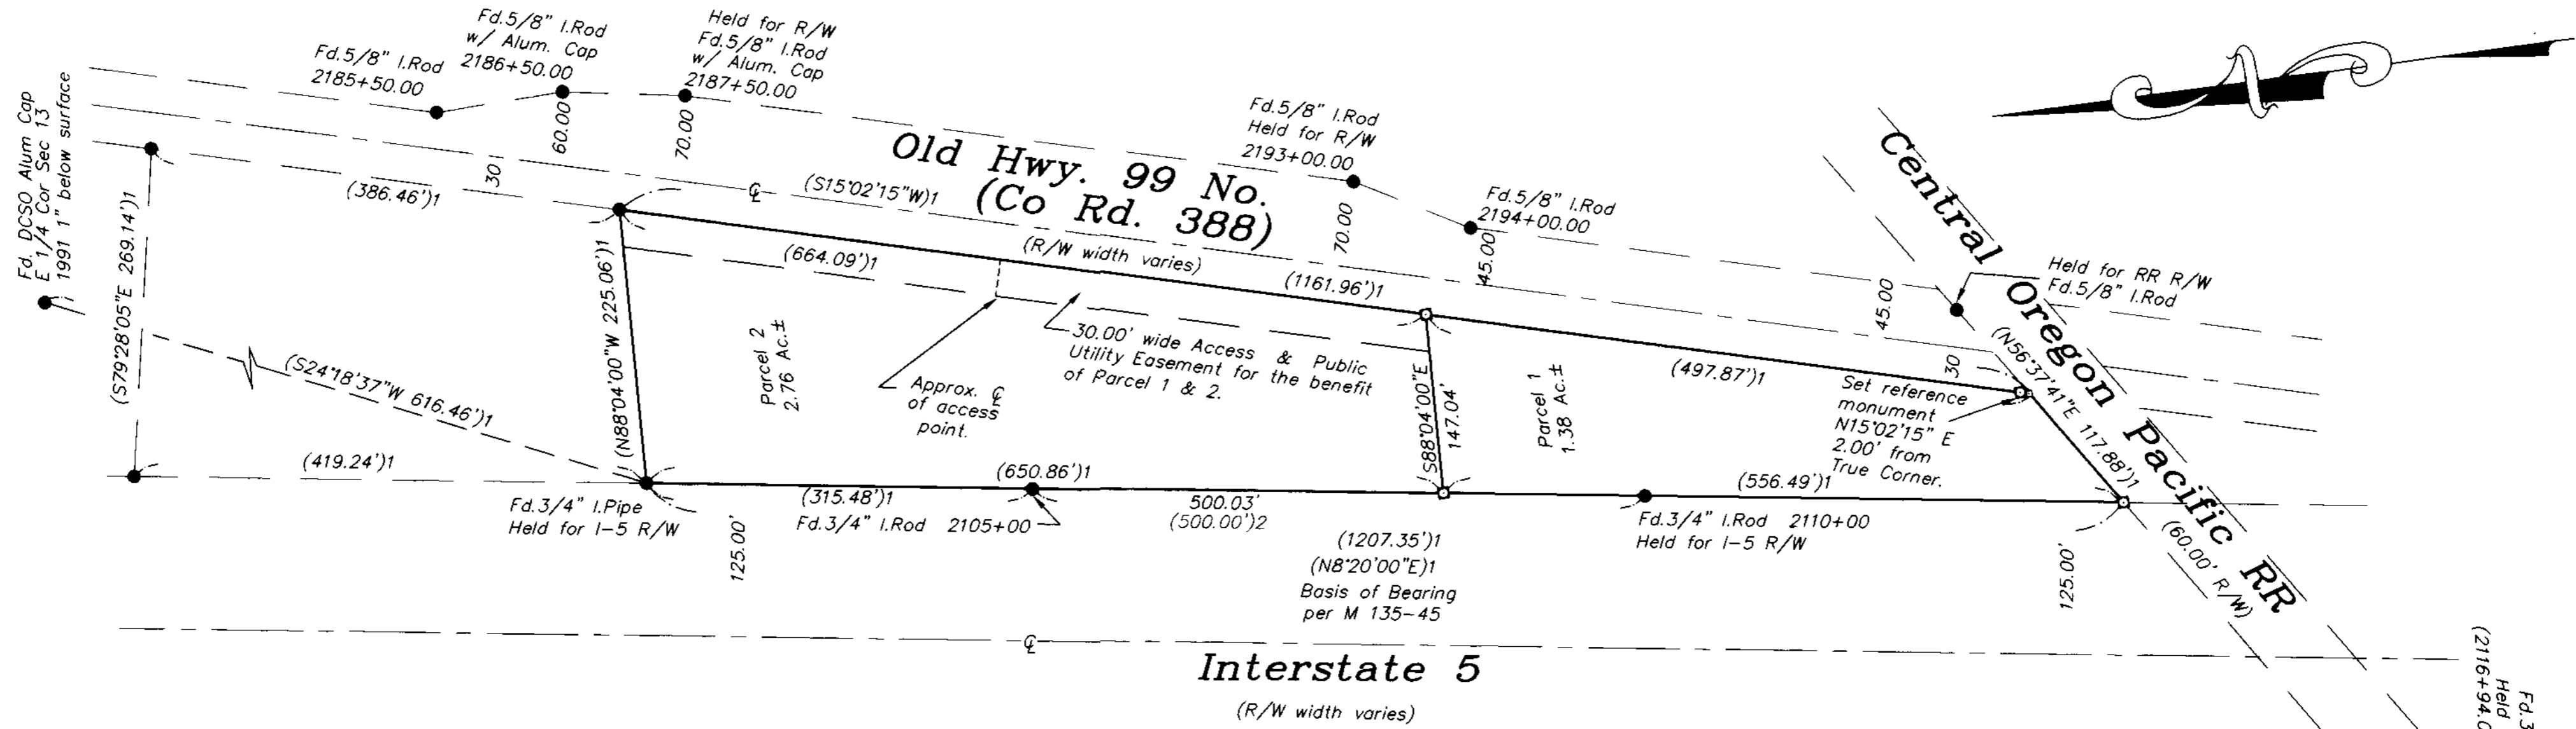 Fd. DCSO Alum Cap
E 1/4 Cor Sec 13
1991 1" below surface
Fd.5/8" I.Rod
2185+50.00
Fd.5/8" I.Rod
w/ Alum. Cap
2186+50.00
Held for R/W
Fd.5/8" I.Rod
w/ Alum. Cap
2187+50.00
60.00
70.00
30
(386.46')1
(S15°02'15"W)1
Old Hwy. 99 No.
(Co Rd. 388)
(R/W width varies)
Fd.5/8" I.Rod
Held for R/W
2193+00.00
70.00
Fd.5/8" I.Rod
2194+00.00
45.00
(1161.96')1
45.00
30
Central Oregon Pacific RR
Held for RR R/W
Fd.5/8" I.Rod
(N56°37'41"E 117.88')1
(60.00' R/W)
(S79°28'05"E 269.14')1
(S24°18'37"W 616.46')1
(419.24')1
(N88°04'00"W 225.06')1
(664.09')1
Parcel 2
2.76 Ac.±
Approx. ℄
of access
point.
30.00' wide Access & Public
Utility Easement for the benefit
of Parcel 1 & 2.
S88°04'00"E
147.04'
Parcel 1
1.38 Ac.±
(497.87')1
Set reference
monument
N15°02'15" E
2.00' from
True Corner.
Fd.3/4" I.Pipe
Held for I-5 R/W
(650.86')1
(315.48')1
Fd.3/4" I.Rod 2105+00
500.03'
(500.00')2
(556.49')1
Fd.3/4" I.Rod 2110+00
Held for I-5 R/W
125.00'
(1207.35')1
(N8°20'00"E)1
Basis of Bearing
per M 135-45
125.00'
℄
℄
Interstate 5
(R/W width varies)
Fd.3
Held
(2116+94.0